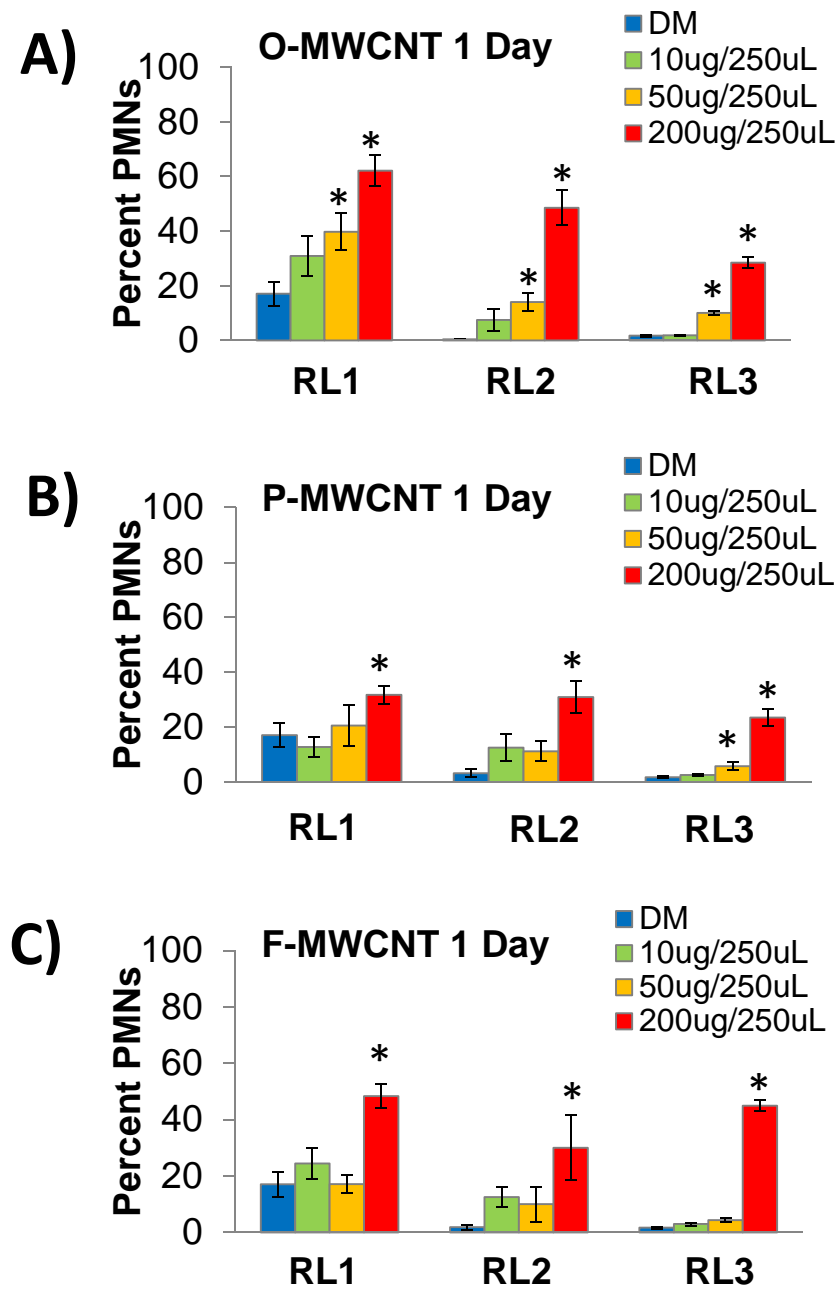 A)
O-MWCNT 1 Day
DM
10ug/250uL
50ug/250uL
200ug/250uL
Percent PMNs
100
80
60
40
20
0
*
*
*
*
*
*
RL1 RL2 RL3
B)
P-MWCNT 1 Day
DM
10ug/250uL
50ug/250uL
200ug/250uL
Percent PMNs
100
80
60
40
20
0
*
*
*
*
RL1 RL2 RL3
C)
F-MWCNT 1 Day
DM
10ug/250uL
50ug/250uL
200ug/250uL
Percent PMNs
100
80
60
40
20
0
*
*
*
RL1 RL2 RL3